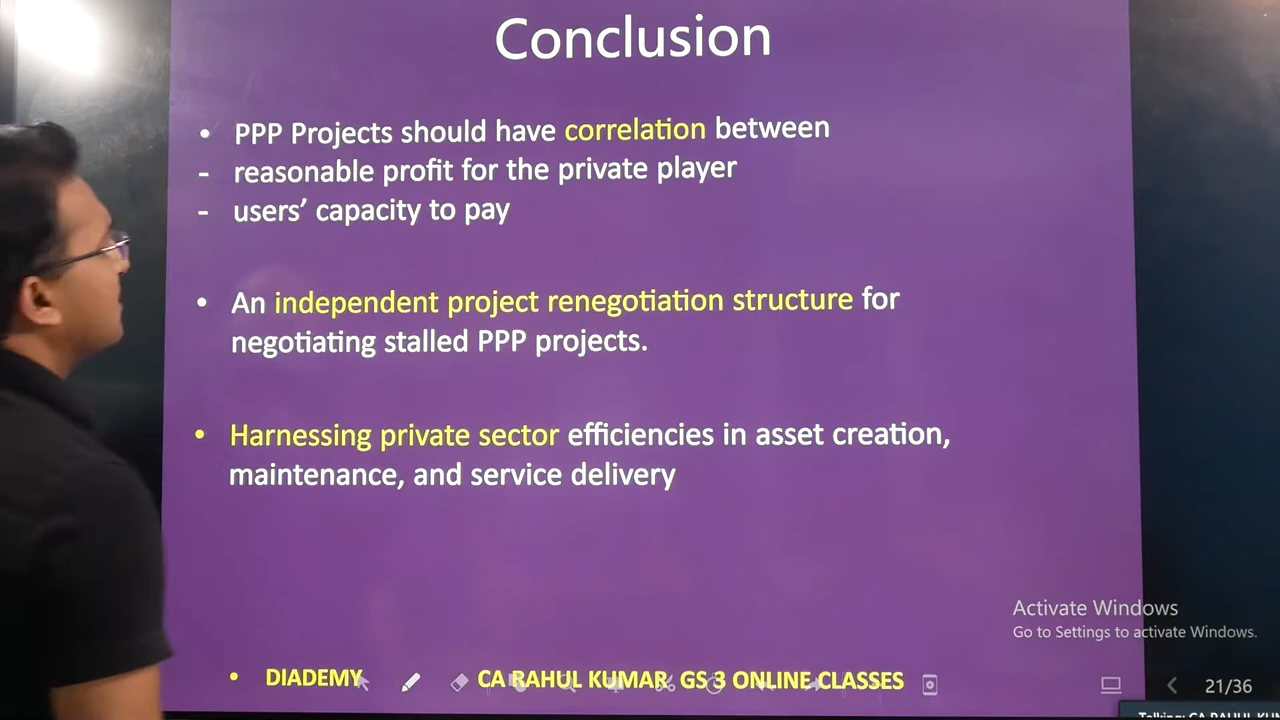 Conclusion
• PPP Projects should have correlation between
- reasonable profit for the private player
- users’ capacity to pay
• An independent project renegotiation structure for
negotiating stalled PPP projects.
• Harnessing private sector efficiencies in asset creation,
maintenance, and service delivery
Activate Windows
Go to Settings to activate Windows.
• DIADEMY CA RAHUL KUMAR, GS 3 ONLINE CLASSES
21/36